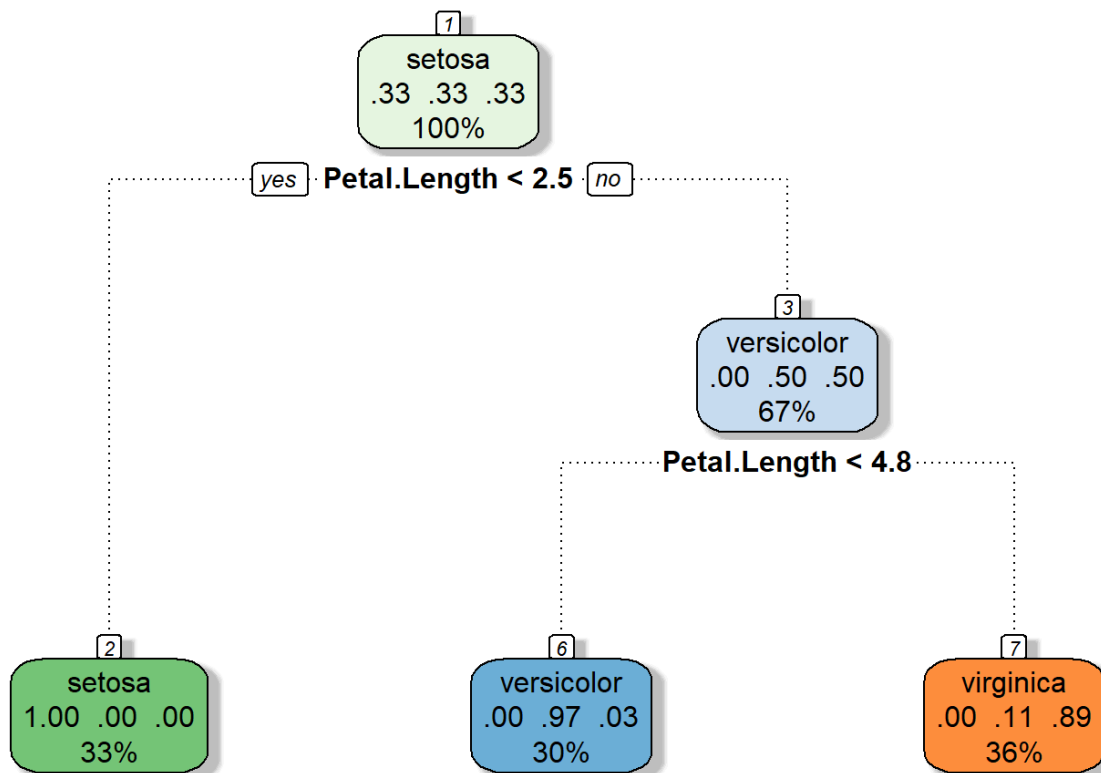 1
setosa
.33 .33 .33
100%
yes Petal.Length < 2.5 no
3
versicolor
.00 .50 .50
67%
Petal.Length < 4.8
2
setosa
1.00 .00 .00
33%
6
versicolor
.00 .97 .03
30%
7
virginica
.00 .11 .89
36%